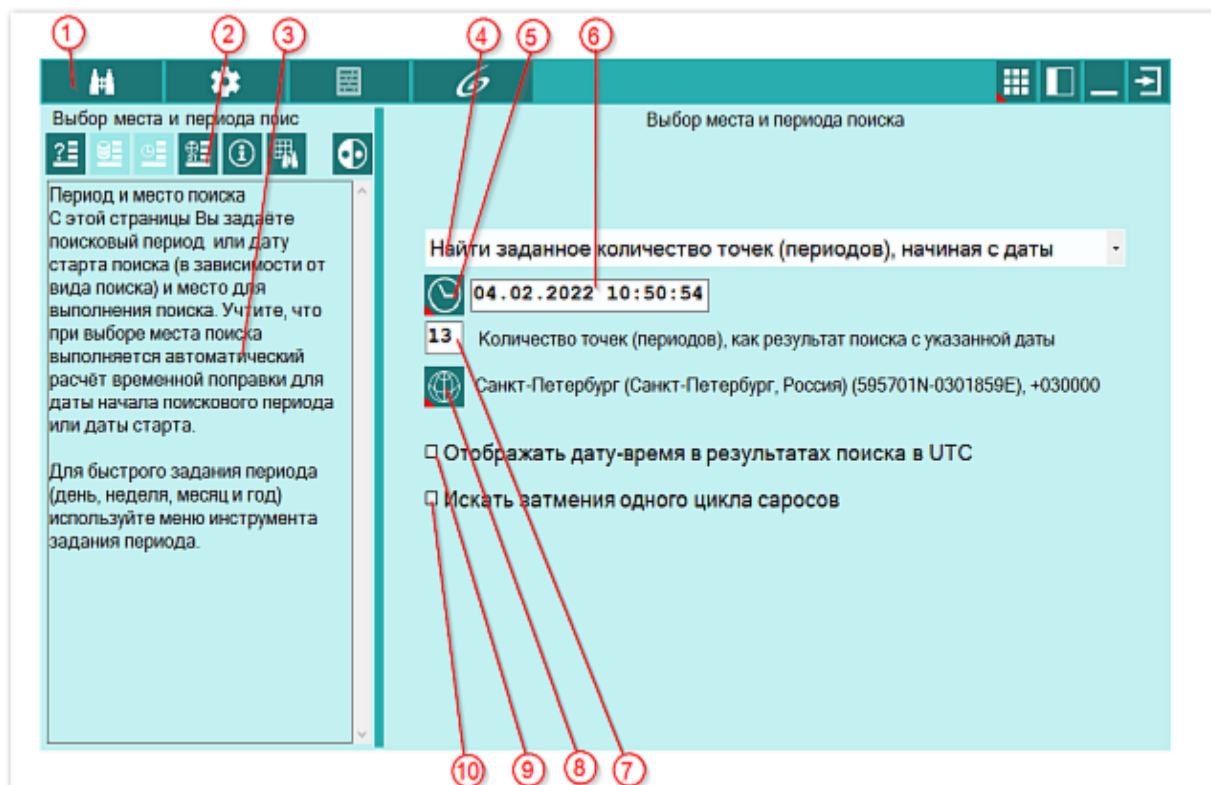 1 2 3 4 5 6
Выбор места и периода поис
Выбор места и периода поиска
Период и место поиска
С этой страницы Вы задаёте
поисковый период или дату
старта поиска (в зависимости от
вида поиска) и место для
выполнения поиска. Учтите, что
при выборе места поиска
выполняется автоматический
расчёт временной поправки для
даты начала поискового периода
или даты старта.
Для быстрого задания периода
(день, неделя, месяц и год)
используйте меню инструмента
задания периода.
Найти заданное количество точек (периодов), начиная с даты
04.02.2022 10:50:54
13 Количество точек (периодов), как результат поиска с указанной даты
Санкт-Петербург (Санкт-Петербург, Россия) (595701N-0301859E), +030000
Отображать дату-время в результатах поиска в UTC
Искать затмения одного цикла саросов
10 9 8 7